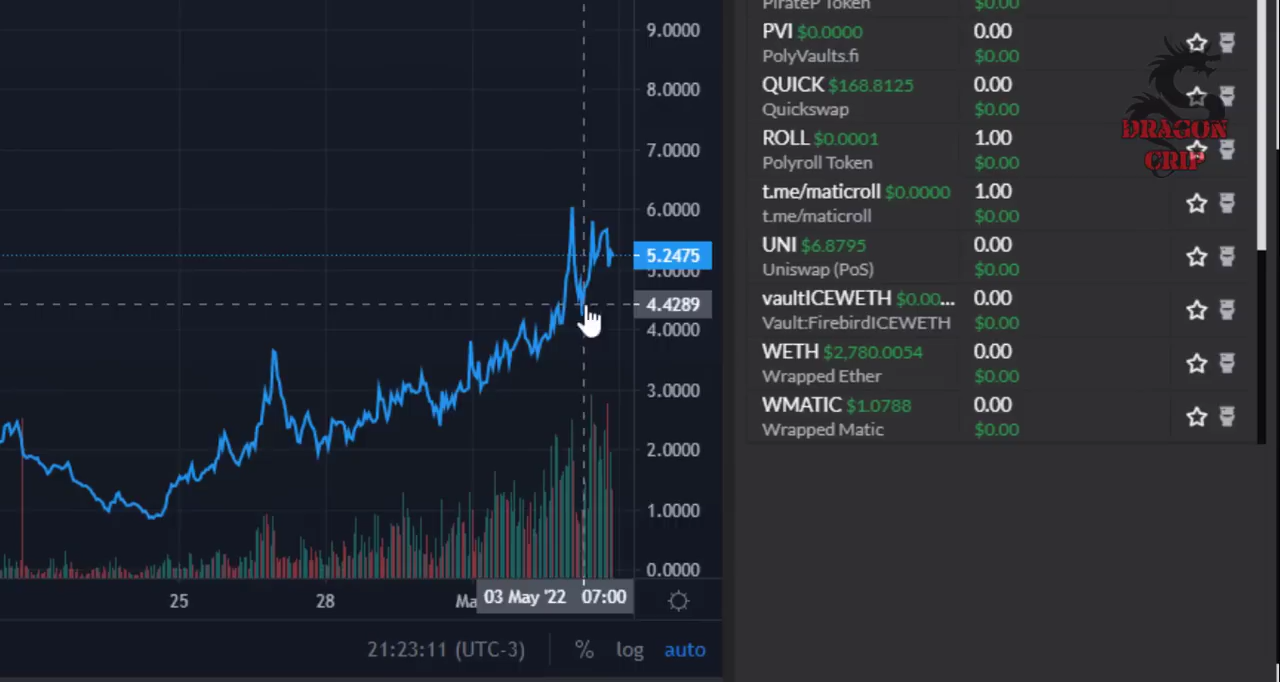 9.0000
8.0000
7.0000
6.0000
5.2475
5.0000
4.4289
4.0000
3.0000
2.0000
1.0000
0.0000
25
28
03 May '22 07:00
21:23:11 (UTC-3)
%
log
auto
PirateP Token
$0.00
PVI $0.0000 0.00
PolyVaults.fi $0.00
QUICK $168.8125 0.00
Quickswap $0.00
ROLL $0.0001 1.00
Polyroll Token $0.00
t.me/maticroll $0.0000 1.00
t.me/maticroll $0.00
UNI $6.8795 0.00
Uniswap (PoS) $0.00
vaultICEWETH $0.00... 0.00
Vault:FirebirdICEWETH $0.00
WETH $2,780.0054 0.00
Wrapped Ether $0.00
WMATIC $1.0788 0.00
Wrapped Matic $0.00
DRAGON
CRIP